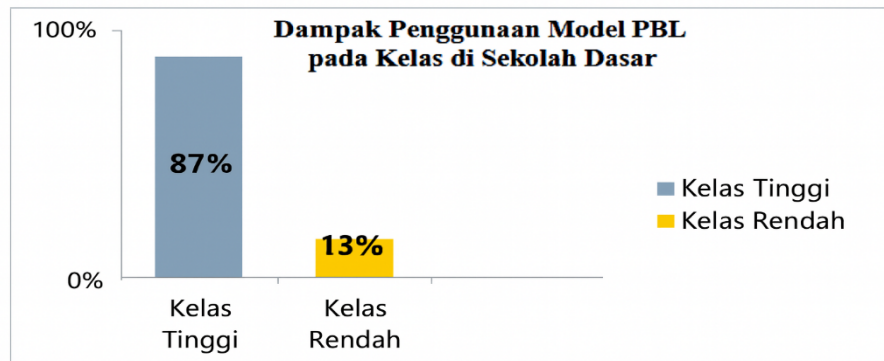 Dampak Penggunaan Model PBL
pada Kelas di Sekolah Dasar
100%
87%
13%
0%
Kelas
Tinggi
Kelas
Rendah
Kelas Tinggi
Kelas Rendah